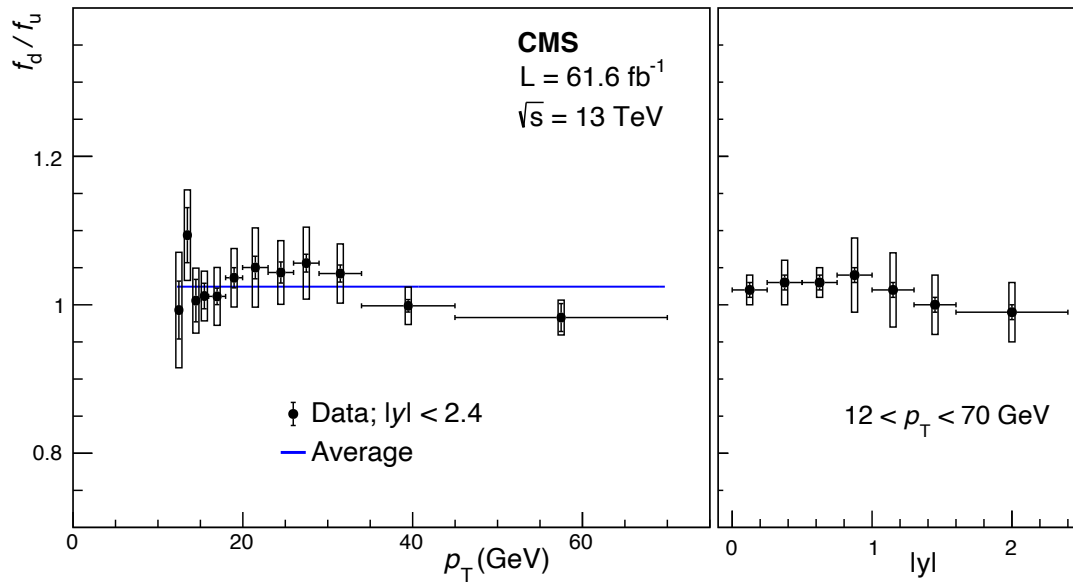 f_d / f_u
CMS
L = 61.6 fb⁻¹
√s = 13 TeV
1.2
1
0.8
Data; |y| < 2.4
Average
12 < p_T < 70 GeV
0 20 40 60
p_T (GeV)
0 1 2
|y|